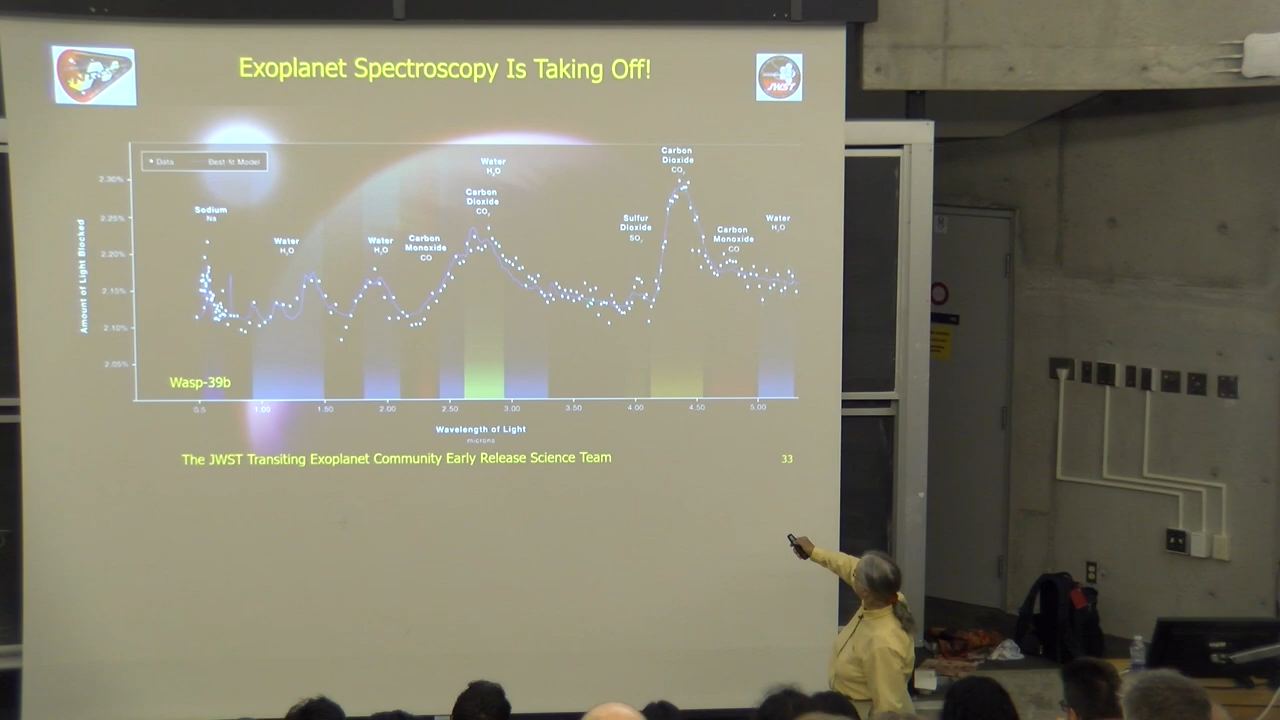 Exoplanet Spectroscopy Is Taking Off!
JWST
Data
Best-fit Model
Carbon
Dioxide
CO2
Water
H2O
Carbon
Dioxide
CO2
Sodium
Na
Sulfur
Dioxide
SO2
Water
H2O
Water
H2O
Water
H2O
Carbon
Monoxide
CO
Carbon
Monoxide
CO
2.30%
2.25%
2.20%
2.15%
2.10%
2.05%
Amount of Light Blocked
Wasp-39b
0.5
1.00
1.50
2.00
2.50
3.00
3.50
4.00
4.50
5.00
Wavelength of Light
microns
The JWST Transiting Exoplanet Community Early Release Science Team
33